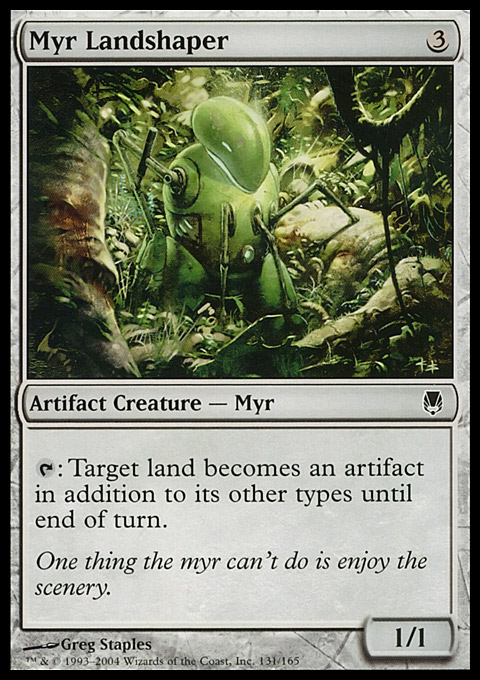 Myr Landshaper 3
Artifact Creature — Myr
: Target land becomes an artifact
in addition to its other types until
end of turn.
One thing the myr can't do is enjoy the
scenery.
Greg Staples
1/1
™ & © 1993–2004 Wizards of the Coast, Inc. 131/165